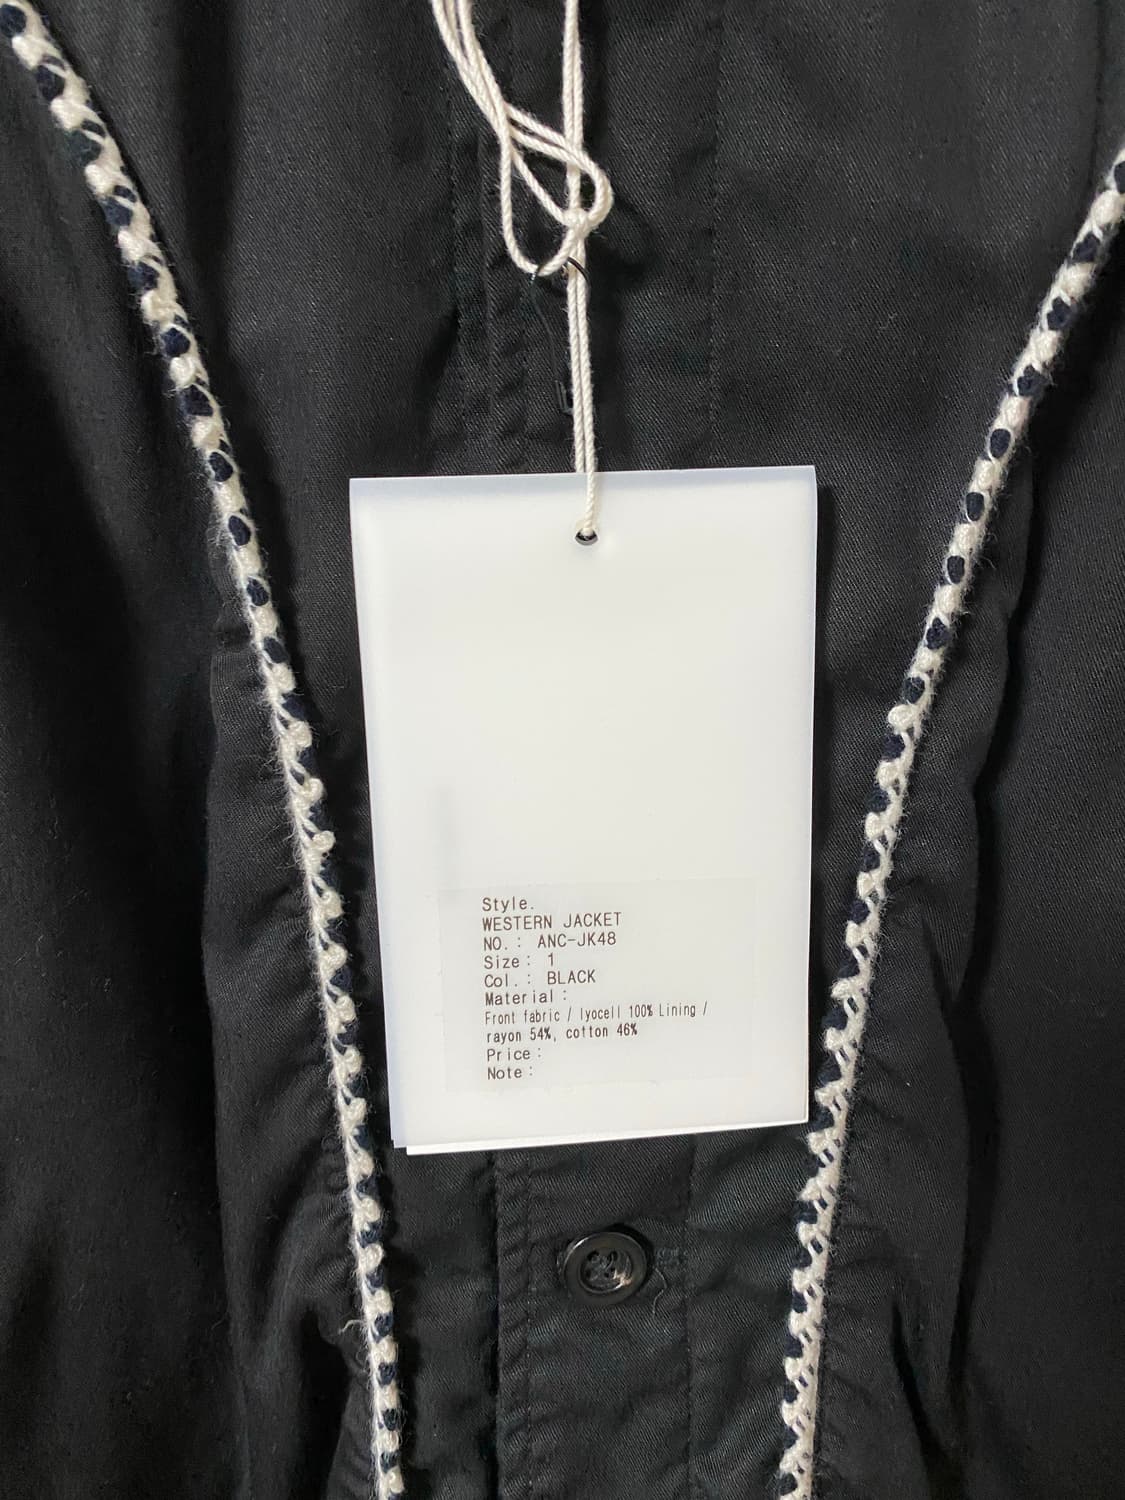 Style.
WESTERN JACKET
NO.: ANC-JK48
Size: 1
Col.: BLACK
Material:
Front fabric / lyocell 100% Lining /
rayon 54%, cotton 46%
Price:
Note: